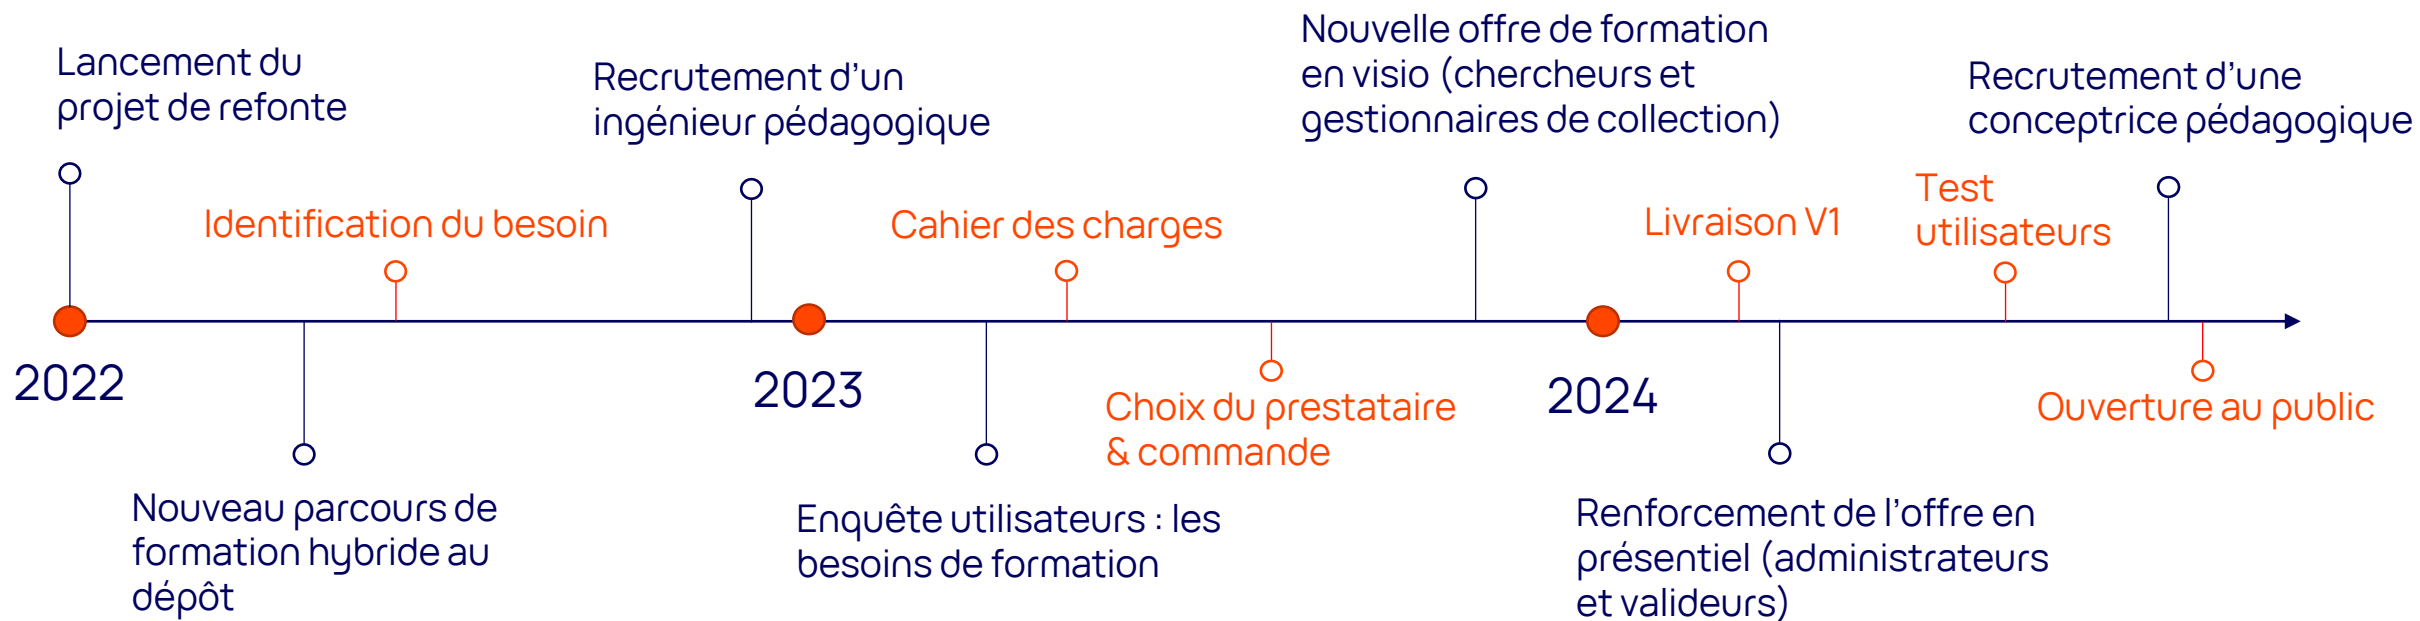 Lancement du
projet de refonte
Recrutement d’un
ingénieur pédagogique
Nouvelle offre de formation
en visio (chercheurs et
gestionnaires de collection)
Recrutement d’une
conceptrice pédagogique
Identification du besoin
Cahier des charges
Livraison V1
Test
utilisateurs
2022
2023
2024
Choix du prestataire
& commande
Ouverture au public
Nouveau parcours de
formation hybride au
dépôt
Enquête utilisateurs : les
besoins de formation
Renforcement de l’offre en
présentiel (administrateurs
et valideurs)